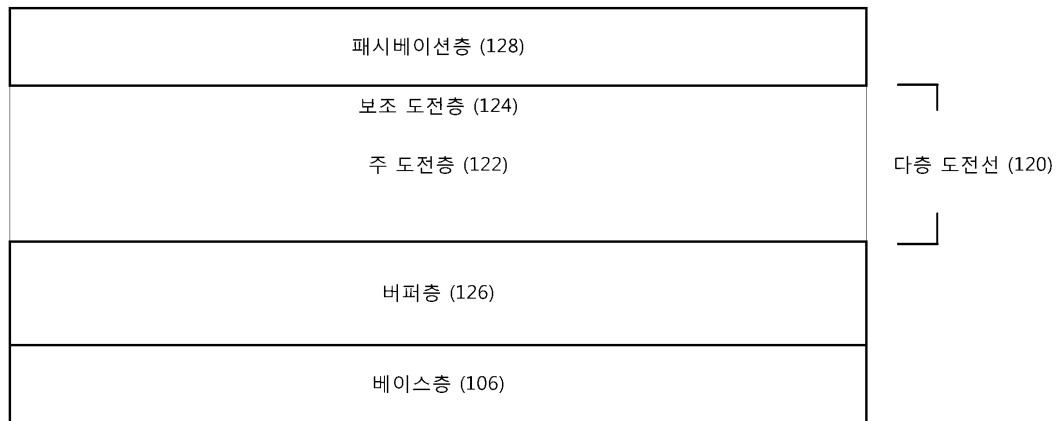 패시베이션층 (128)
보조 도전층 (124)
주 도전층 (122)
다층 도전선 (120)
버퍼층 (126)
베이스층 (106)